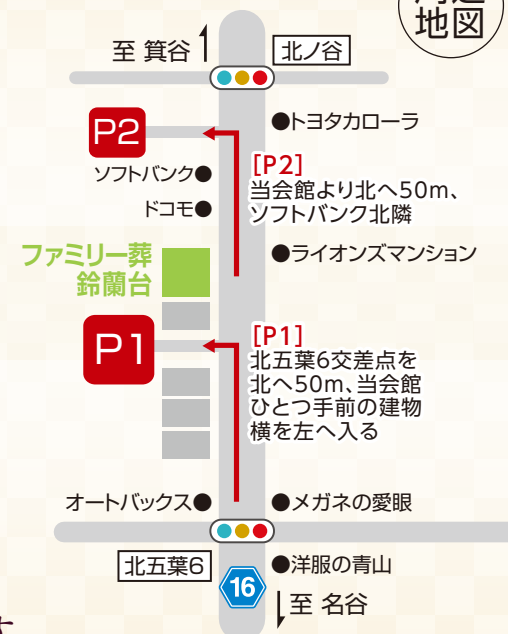 地図
至 箕谷
北ノ谷
P2
●トヨタカローラ
ソフトバンク●
[P2]
当会館より北へ50m、
ソフトバンク北隣
ドコモ●
ファミリー葬
鈴蘭台
●ライオンズマンション
P1
[P1]
北五葉6交差点を
北へ50m、当会館
ひとつ手前の建物
横を左へ入る
オートバックス●
●メガネの愛眼
北五葉6
●洋服の青山
16
至 名谷